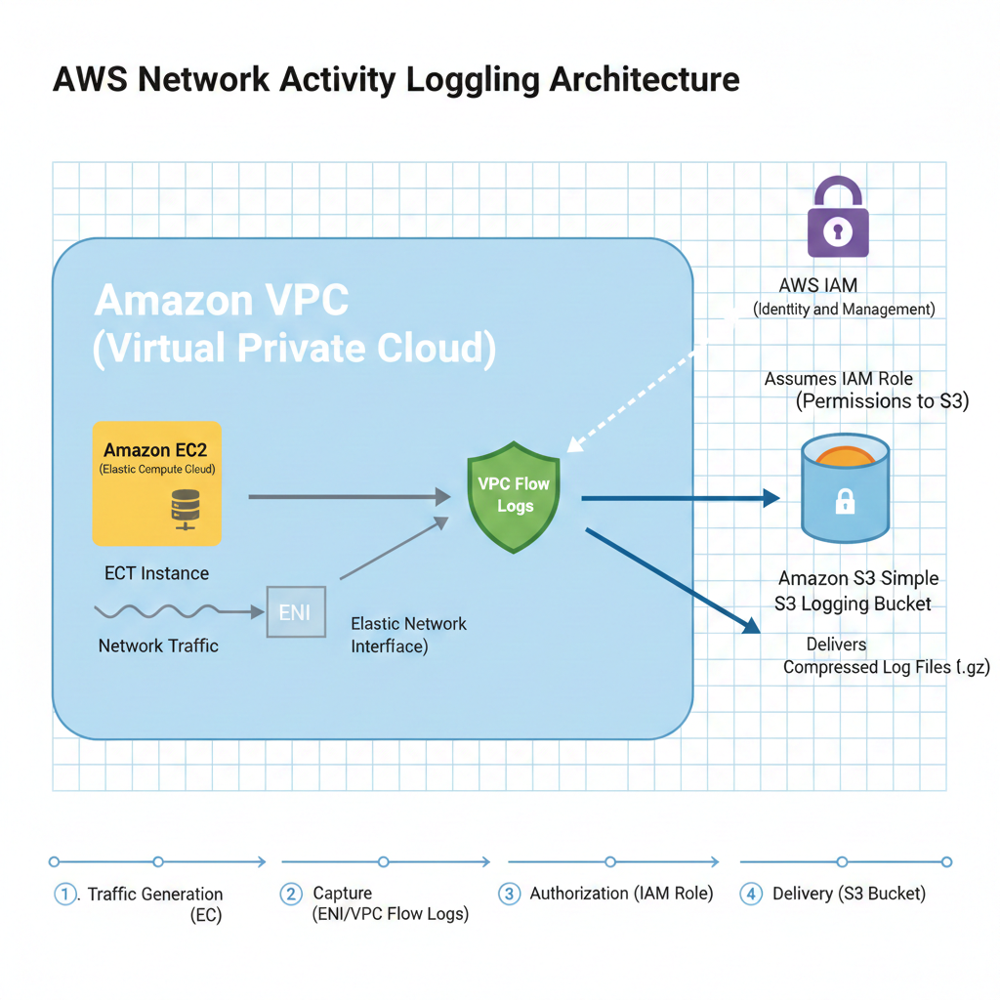 AWS Network Activity Loggling Architecture
Amazon VPC
(Virtual Private Cloud)
AWS IAM
(Identtity and Management)
Assumes IAM Role
(Permissions to S3)
Amazon EC2
(Elastic Compute Cloud)
VPC Flow
Logs
ECT Instance
ENI
Network Traffic
Elastic Network
Interface)
Amazon S3 Simple
S3 Logging Bucket
Delivers
Compressed Log Files (.gz)
1. Traffic Generation
(EC)
2 Capture
(ENI/VPC Flow Logs)
3 Authorization (IAM Role)
4 Delivery (S3 Bucket)